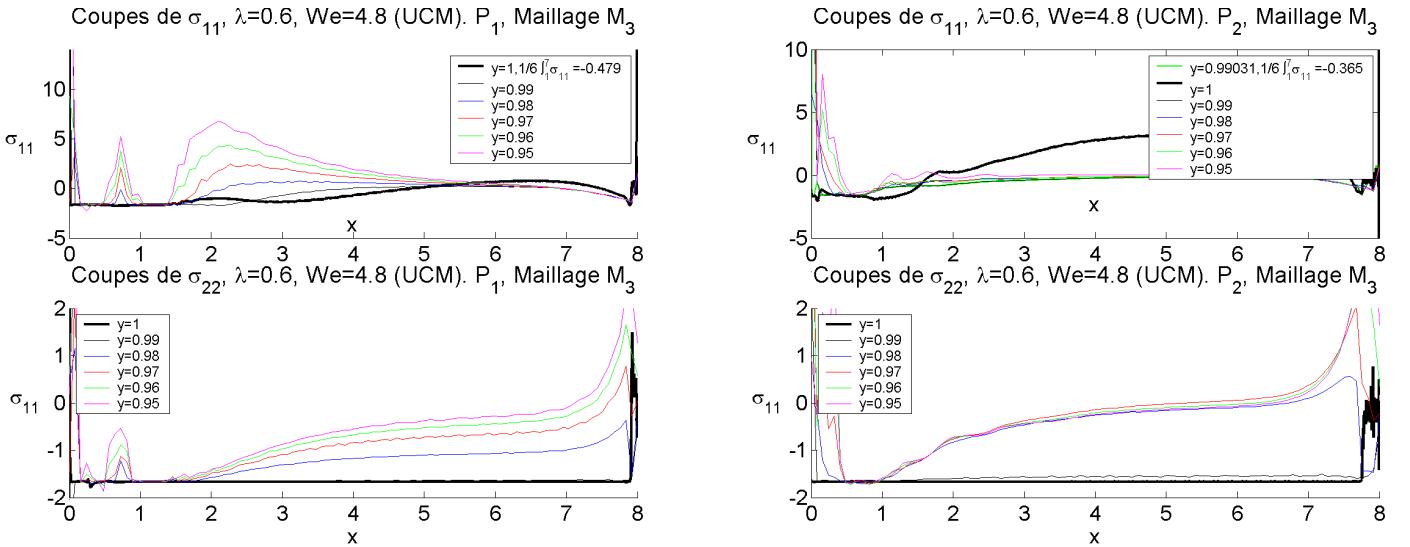 Coupes de σ11, λ=0.6, We=4.8 (UCM). P1, Maillage M3
σ11
10
5
0
-5
y=1,1/6 ∫17σ11 =-0.479
y=0.99
y=0.98
y=0.97
y=0.96
y=0.95
x
0 1 2 3 4 5 6 7 8
Coupes de σ11, λ=0.6, We=4.8 (UCM). P2, Maillage M3
σ11
10
5
0
-5
y=0.99031,1/6 ∫17σ11 =-0.365
y=1
y=0.99
y=0.98
y=0.97
y=0.96
y=0.95
x
0 1 2 3 4 5 6 7 8
Coupes de σ22, λ=0.6, We=4.8 (UCM). P1, Maillage M3
σ11
2
1
0
-1
-2
y=1
y=0.99
y=0.98
y=0.97
y=0.96
y=0.95
0 1 2 3 4 5 6 7 8
x
Coupes de σ22, λ=0.6, We=4.8 (UCM). P2, Maillage M3
σ11
2
1
0
-1
-2
y=1
y=0.99
y=0.98
y=0.97
y=0.96
y=0.95
0 1 2 3 4 5 6 7 8
x